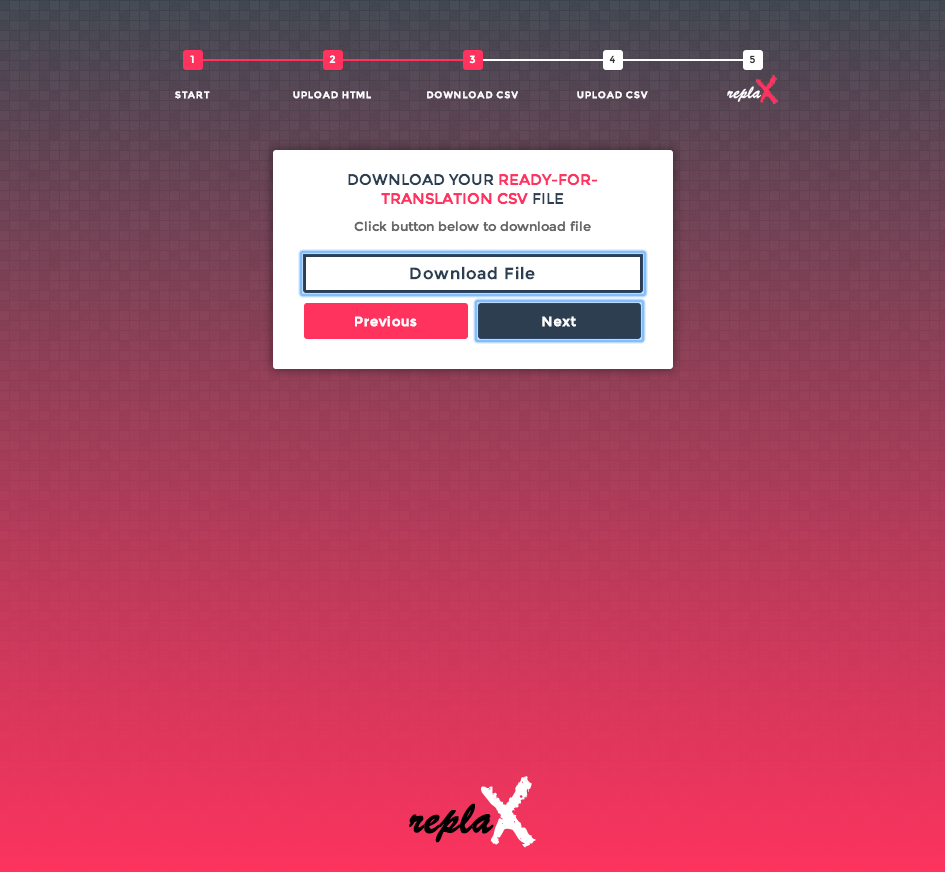 1 2 3 4 5
START UPLOAD HTML DOWNLOAD CSV UPLOAD CSV replaX
DOWNLOAD YOUR READY-FOR-
TRANSLATION CSV FILE
Click button below to download file
Download File
Previous Next
replaX